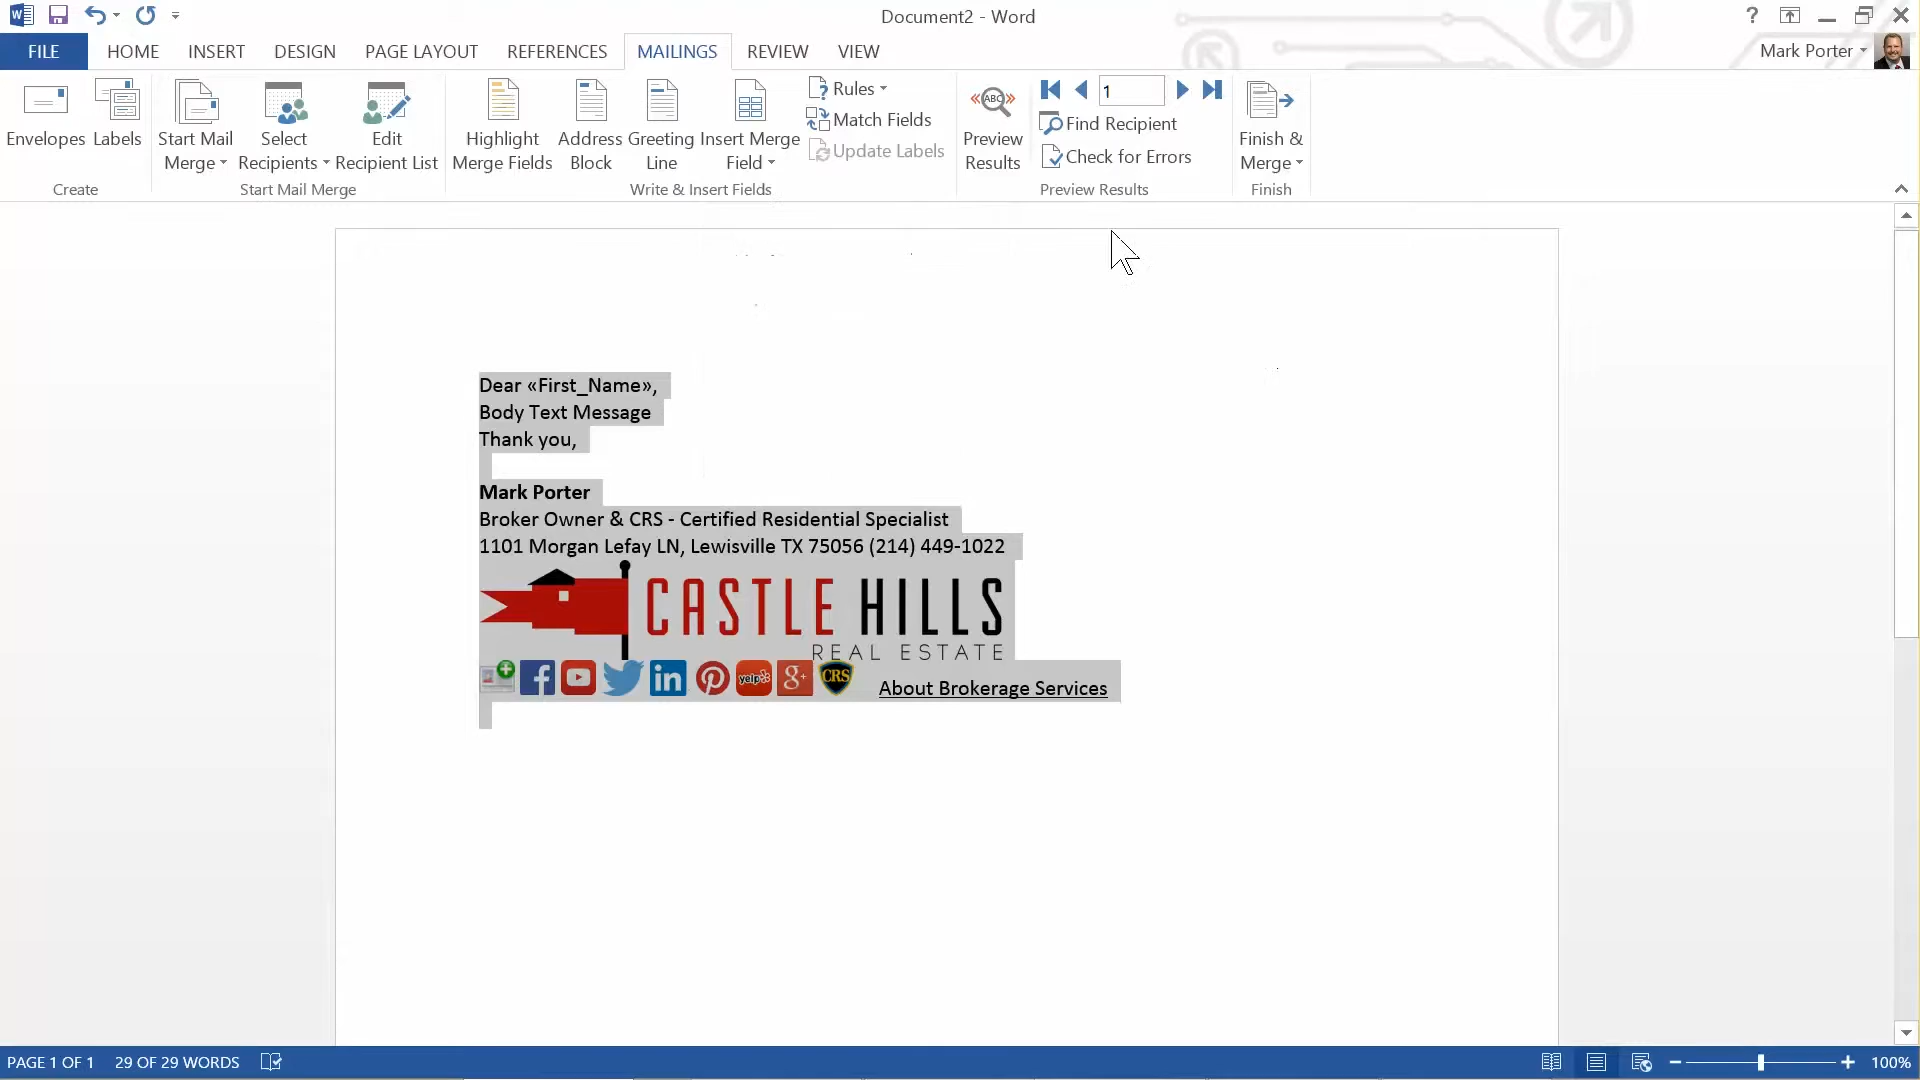 Document2 - Word
?
FILE HOME INSERT DESIGN PAGE LAYOUT REFERENCES MAILINGS REVIEW VIEW
Mark Porter
Envelopes
Labels
Start Mail
Merge
Select
Recipients
Edit
Recipient List
Highlight
Merge Fields
Address
Block
Greeting
Line
Insert Merge
Field
Rules
Match Fields
Update Labels
ABC
Preview
Results
1
Find Recipient
Check for Errors
Finish &
Merge
Create
Start Mail Merge
Write & Insert Fields
Preview Results
Finish
Dear «First_Name»,
Body Text Message
Thank you,
Mark Porter
Broker Owner & CRS - Certified Residential Specialist
1101 Morgan Lefay LN, Lewisville TX 75056 (214) 449-1022
CASTLE HILLS
REAL ESTATE
yelp
g+
CRS
About Brokerage Services
PAGE 1 OF 1 29 OF 29 WORDS
100%